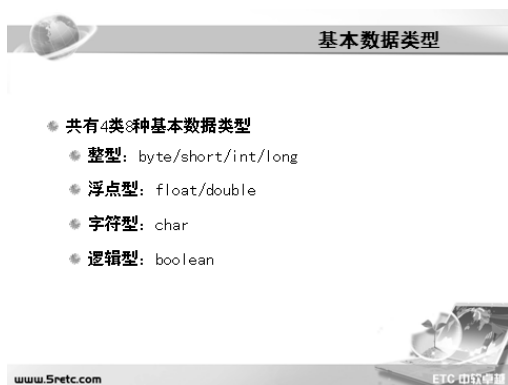 基本数据类型
共有4类8种基本数据类型
整型：byte/short/int/long
浮点型：float/double
字符型：char
逻辑型：boolean
www.5retc.com
ETC 中软卓越